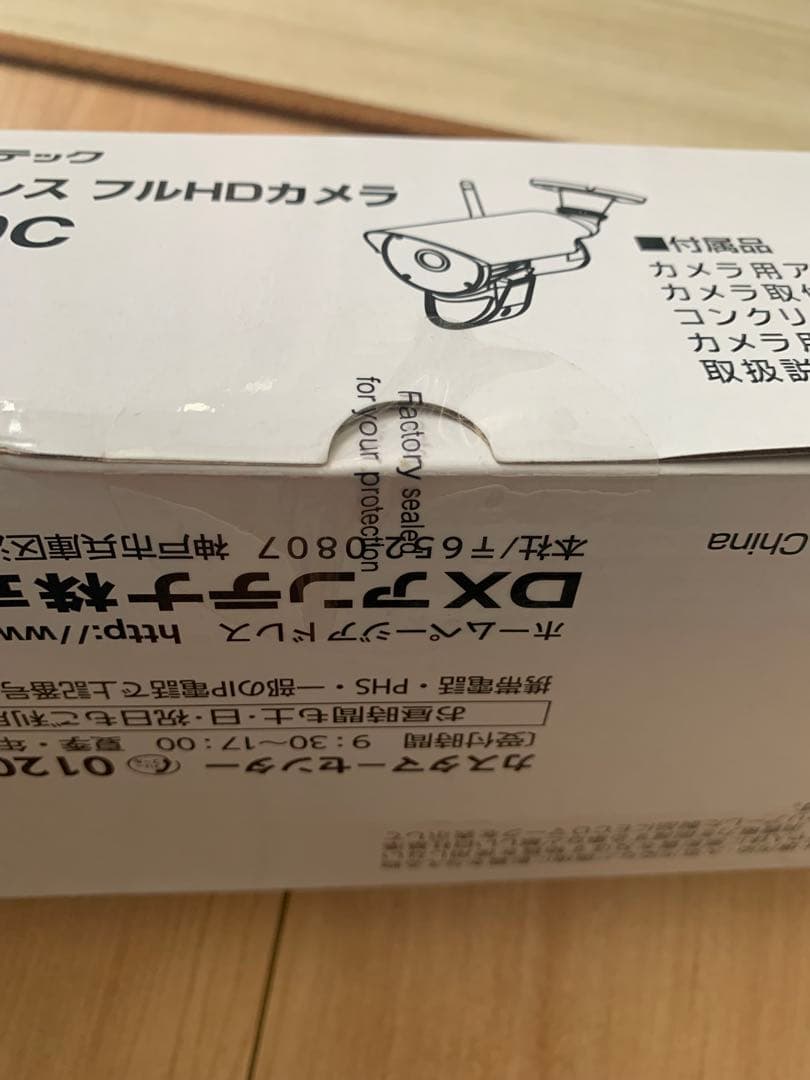 テック
レス フルHDカメラ
0C
■付属品
カメラ用ア
カメラ取付
コンクリ
カメラ用
取扱説
Factory sealed
for your protection
China
本社/〒652-0807 神戸市兵庫区
DXアンテナ株式
ホームページアドレス http://ww
携帯電話・PHS・一部のIP電話で上記番号
お昼時間も土・日・祝日もご利用
〔受付時間 9:30〜17:00 夏季・年
カスタマーセンター 0120